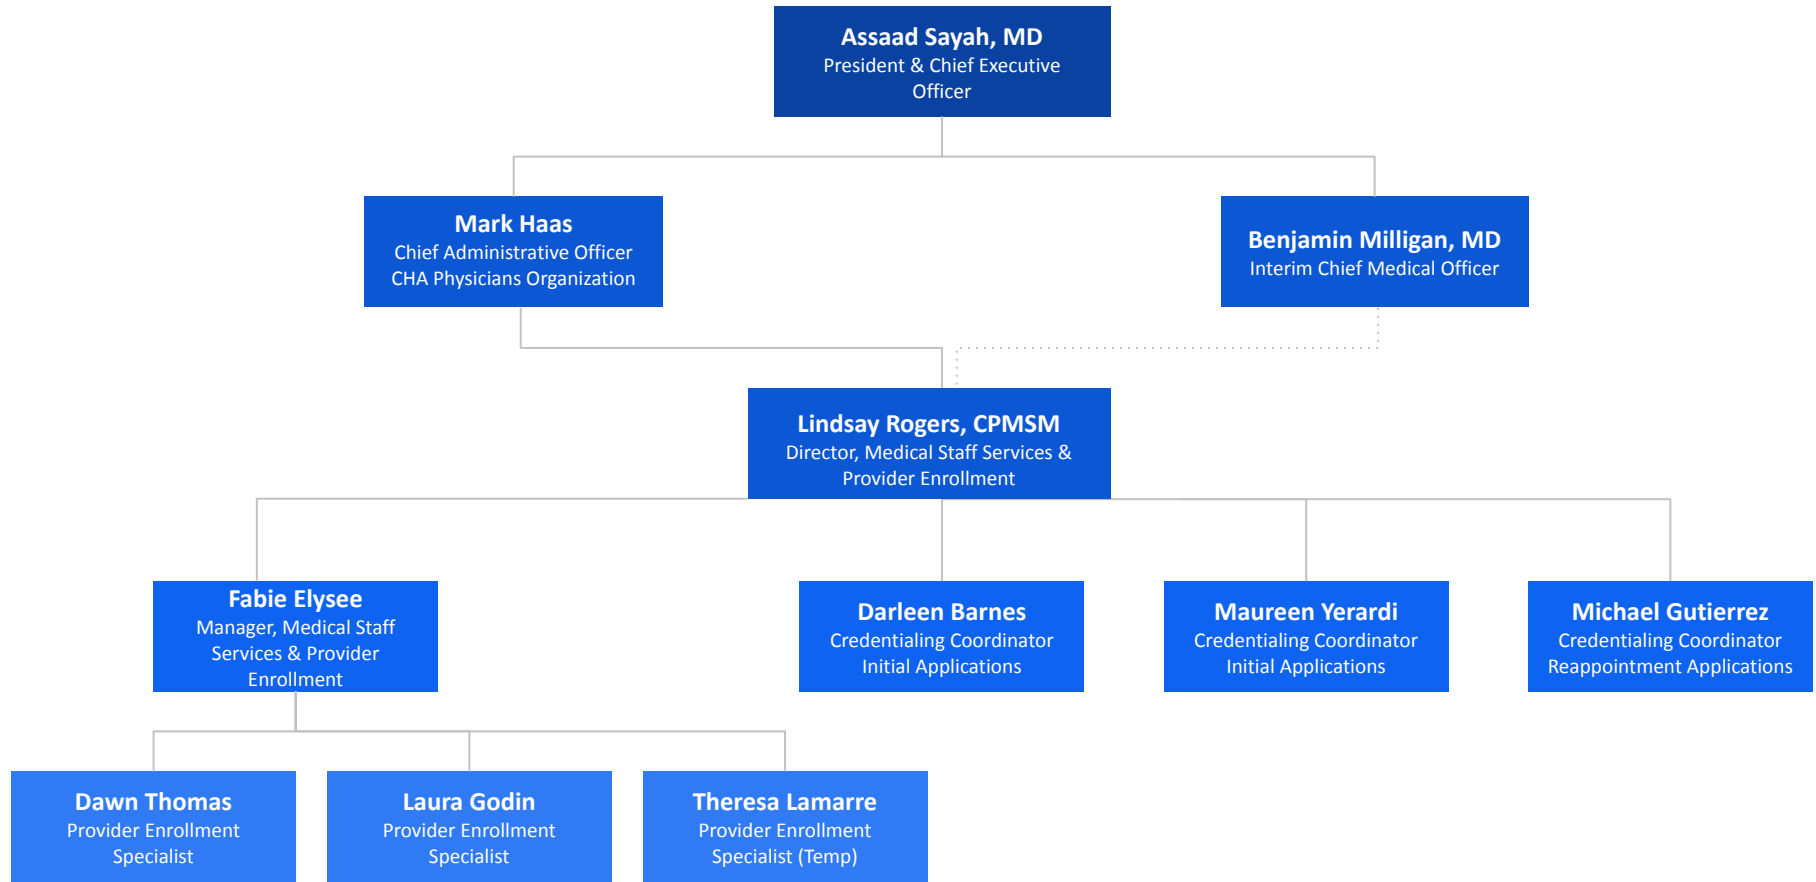 Assaad Sayah, MD
President & Chief Executive
Officer
Mark Haas
Chief Administrative Officer
CHA Physicians Organization
Benjamin Milligan, MD
Interim Chief Medical Officer
Lindsay Rogers, CPMSM
Director, Medical Staff Services &
Provider Enrollment
Fabie Elysee
Manager, Medical Staff
Services & Provider
Enrollment
Darleen Barnes
Credentialing Coordinator
Initial Applications
Maureen Yerardi
Credentialing Coordinator
Initial Applications
Michael Gutierrez
Credentialing Coordinator
Reappointment Applications
Dawn Thomas
Provider Enrollment
Specialist
Laura Godin
Provider Enrollment
Specialist
Theresa Lamarre
Provider Enrollment
Specialist (Temp)